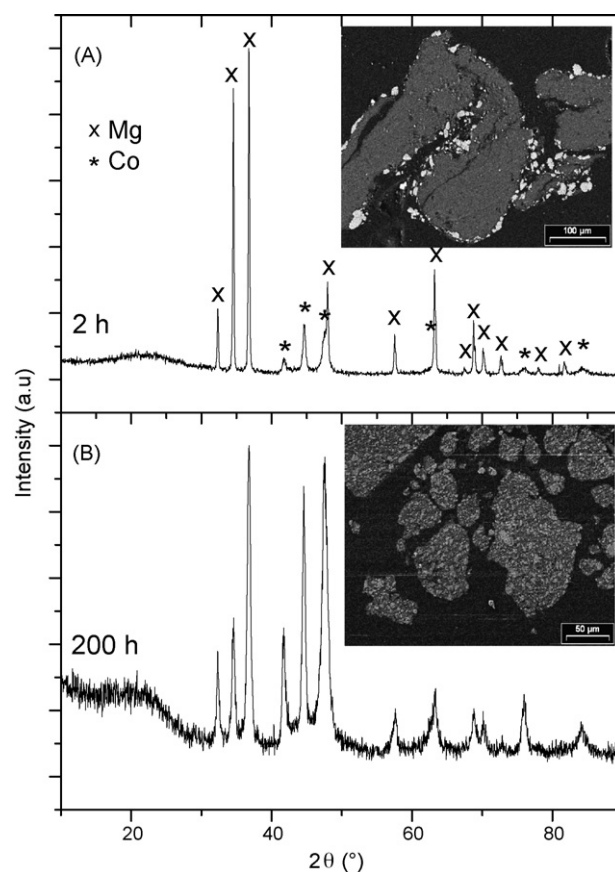 (A)
x Mg
* Co
2 h
x x x * * * x x * x x x x * x x *
100 µm
(B)
200 h
50 µm
Intensity (a.u)
20 40 60 80
2θ (°)